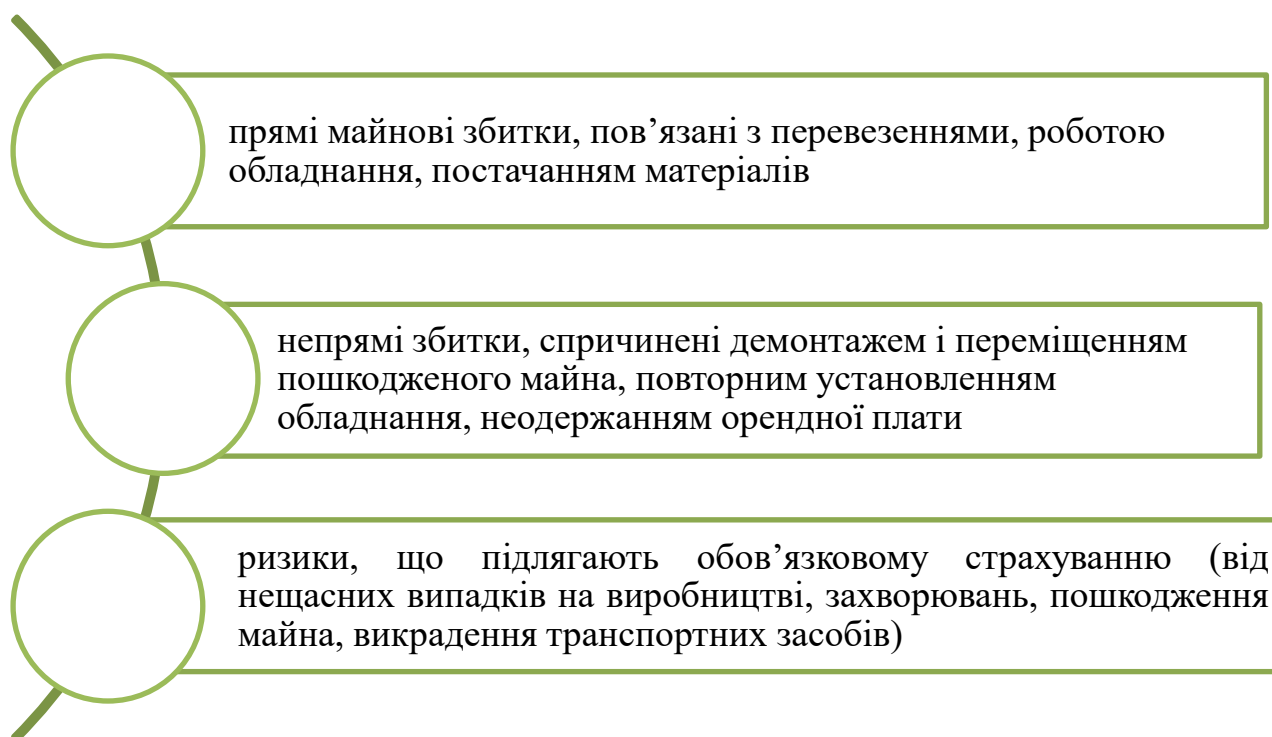 прямі майнові збитки, пов’язані з перевезеннями, роботою
обладнання, постачанням матеріалів
непрямі збитки, спричинені демонтажем і переміщенням
пошкодженого майна, повторним установленням
обладнання, неодержанням орендної плати
ризики, що підлягають обов’язковому страхуванню (від
нещасних випадків на виробництві, захворювань, пошкодження
майна, викрадення транспортних засобів)